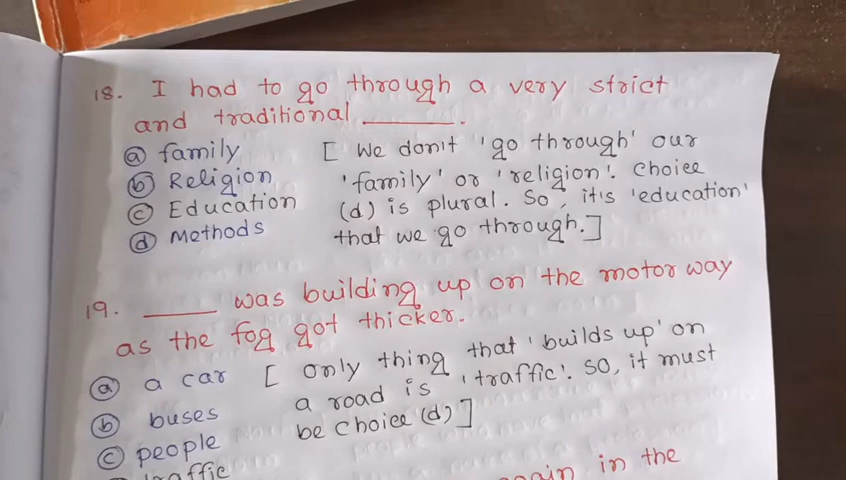 18. I had to go through a very strict
and traditional ______.
(a) family [ We don't 'go through' our
(b) Religion 'family' or 'religion'. Choice
(c) Education (d) is plural. So, it's 'education'
(d) Methods that we go through.]
19. ______ was building up on the motor way
as the fog got thicker.
(a) a car [ Only thing that 'builds up' on
(b) buses a road is 'traffic'. So, it must
(c) people be choice (d)]
traffic
again in the